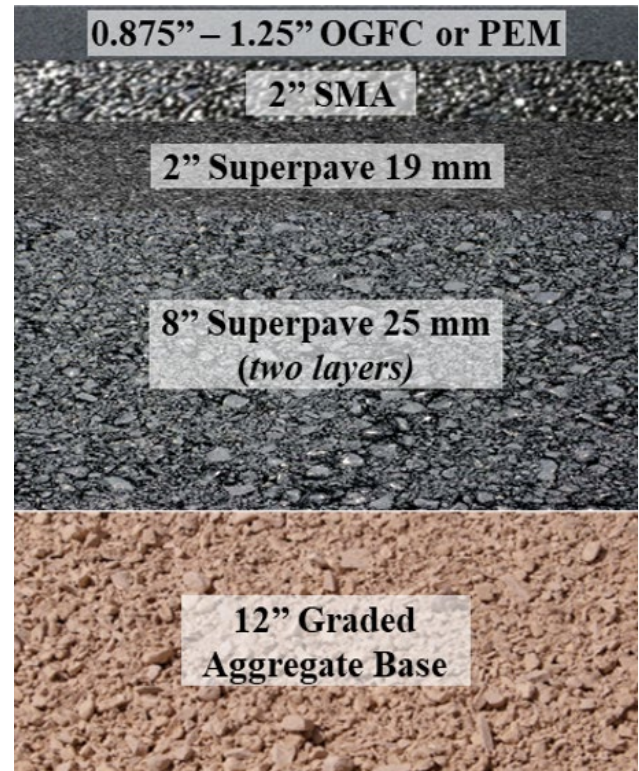 0.875” – 1.25” OGFC or PEM
2” SMA
2” Superpave 19 mm
8” Superpave 25 mm
(two layers)
12” Graded
Aggregate Base